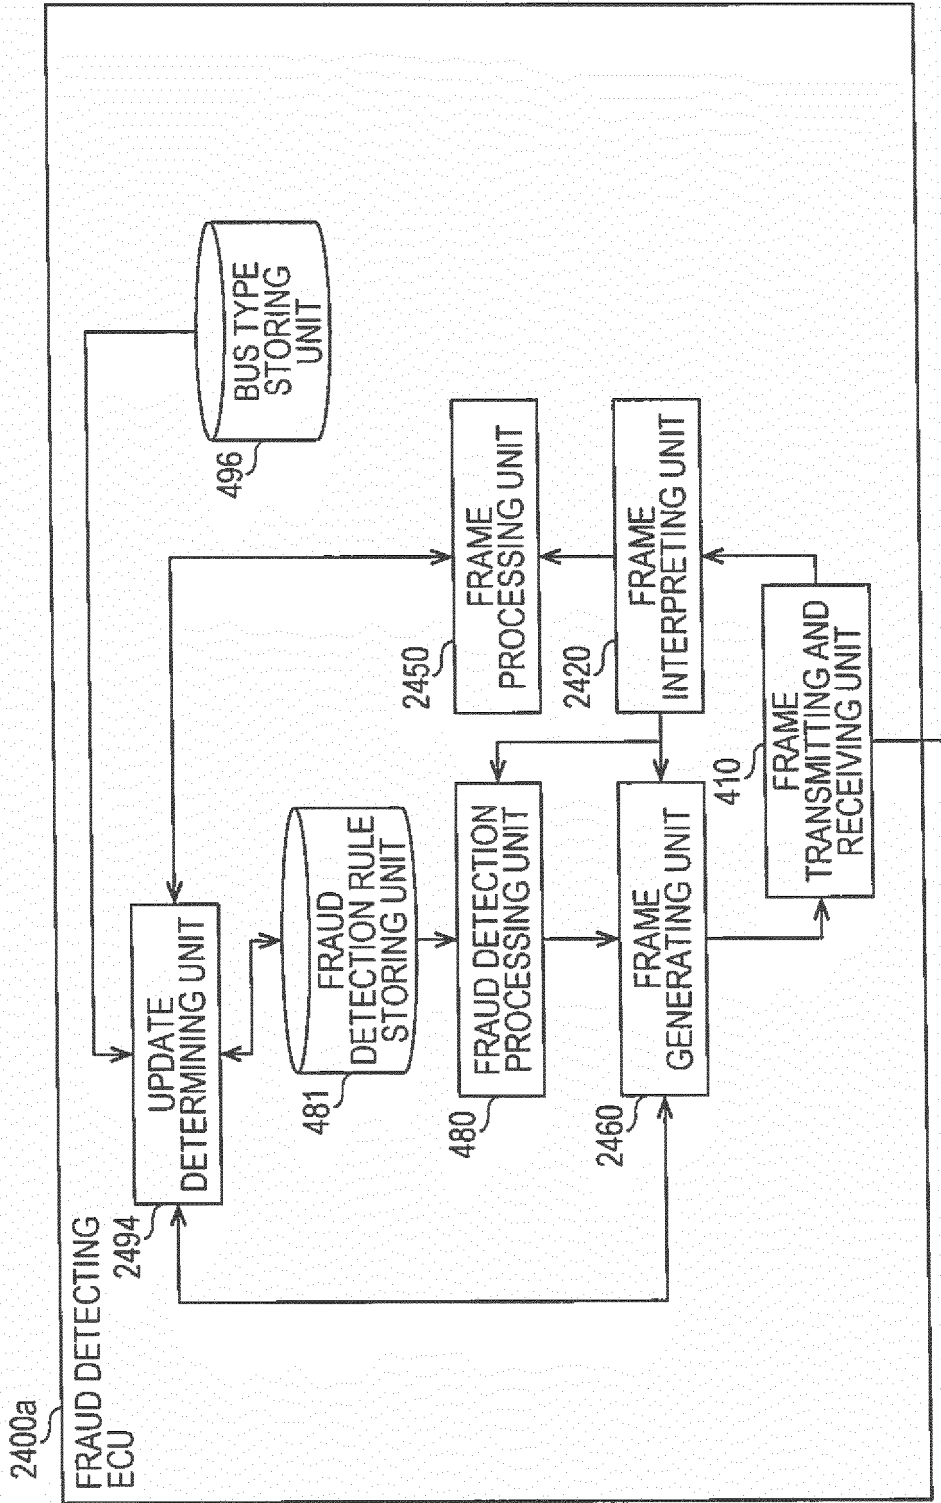 2400a
FRAUD DETECTING
ECU
2494
UPDATE
DETERMINING UNIT
496
BUS TYPE
STORING
UNIT
481
FRAUD
DETECTION RULE
STORING UNIT
480
FRAUD DETECTION
PROCESSING UNIT
2450
FRAME
PROCESSING UNIT
2460
FRAME
GENERATING UNIT
2420
FRAME
INTERPRETING UNIT
410
FRAME
TRANSMITTING AND
RECEIVING UNIT